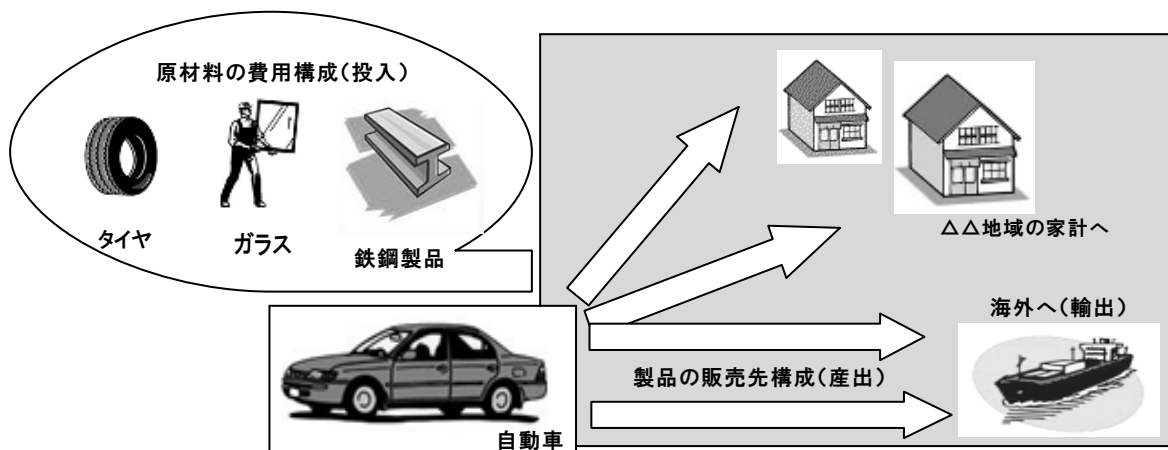 原材料の費用構成(投入)
タイヤ
ガラス
鉄鋼製品
△△地域の家計へ
海外へ(輸出)
製品の販売先構成(産出)
自動車